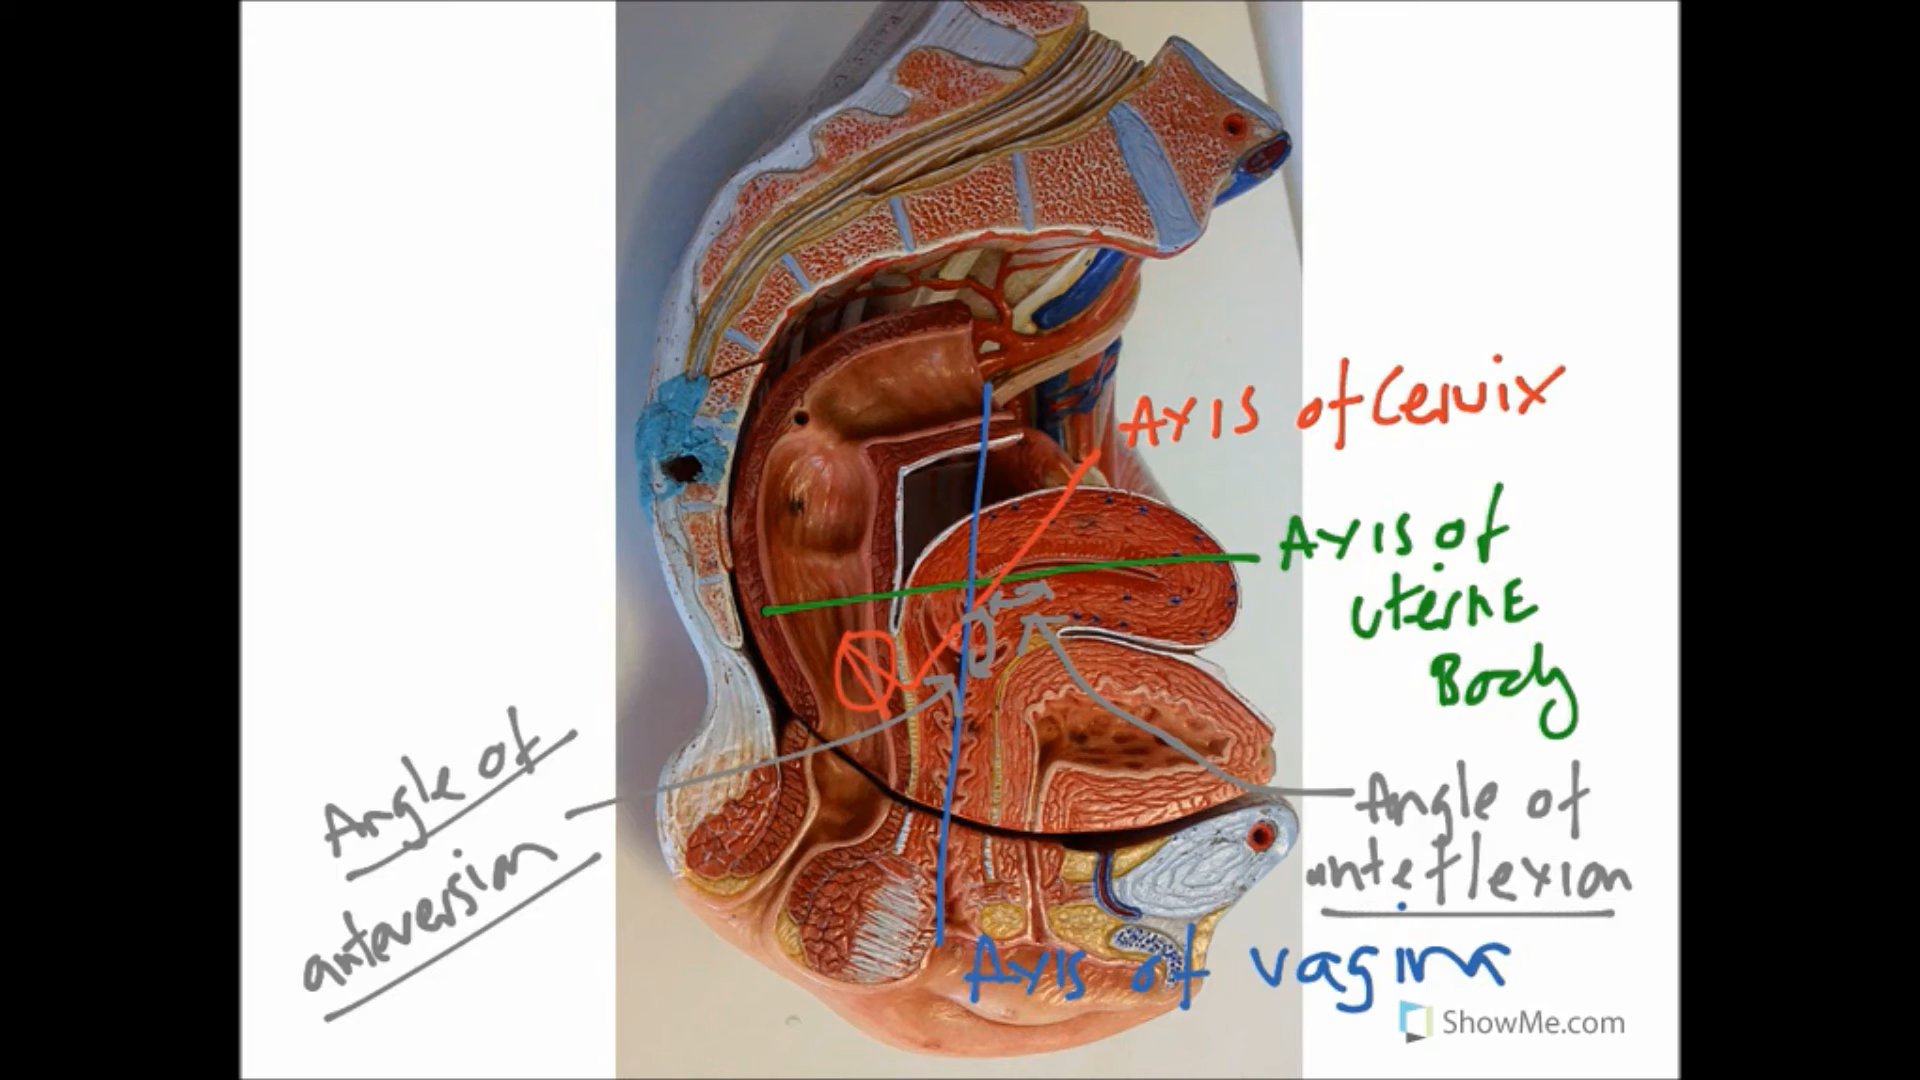 Axis of Cervix
Axis of
uterine
Body
Angle of
anteversion
Angle of
anteflexion
Axis of vagina
ShowMe.com